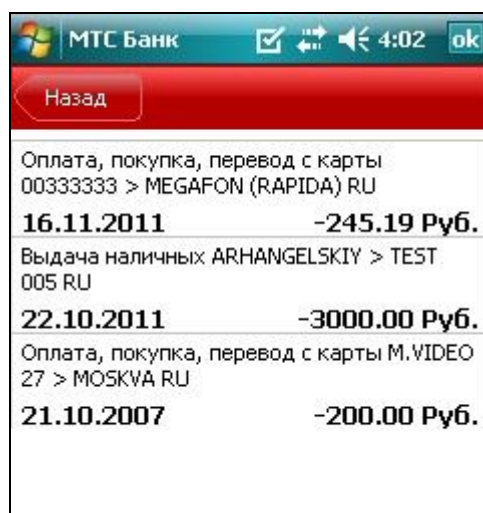 МТС Банк 4:02 ok
Назад
Оплата, покупка, перевод с карты
00333333 > MEGAFON (RAPIDA) RU
16.11.2011 -245.19 Руб.
Выдача наличных ARHANGELSKIY > TEST
005 RU
22.10.2011 -3000.00 Руб.
Оплата, покупка, перевод с карты M.VIDEO
27 > MOSKVA RU
21.10.2007 -200.00 Руб.